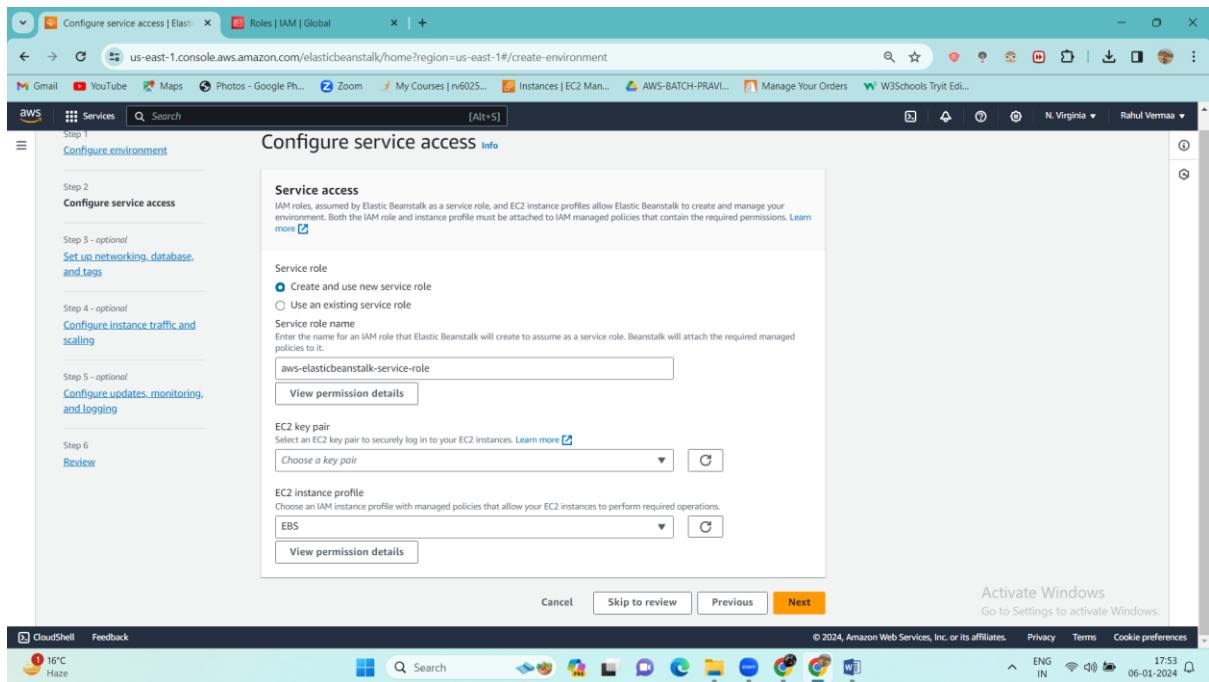 Configure service access | Elasti
Roles | IAM | Global
us-east-1.console.aws.amazon.com/elasticbeanstalk/home?region=us-east-1#/create-environment
Gmail YouTube Maps Photos - Google Ph... Zoom My Courses | rv6025... Instances | EC2 Man... AWS-BATCH-PRAVI... Manage Your Orders W3Schools Tryit Edi...
aws Services Search [Alt+S] N. Virginia Rahul Vermaa
Step 1
Configure environment
Step 2
Configure service access
Step 3 - optional
Set up networking, database,
and tags
Step 4 - optional
Configure instance traffic and
scaling
Step 5 - optional
Configure updates, monitoring,
and logging
Step 6
Review
Configure service access Info
Service access
IAM roles, assumed by Elastic Beanstalk as a service role, and EC2 instance profiles allow Elastic Beanstalk to create and manage your
environment. Both the IAM role and instance profile must be attached to IAM managed policies that contain the required permissions. Learn
more
Service role
Create and use new service role
Use an existing service role
Service role name
Enter the name for an IAM role that Elastic Beanstalk will create to assume as a service role. Beanstalk will attach the required managed
policies to it.
aws-elasticbeanstalk-service-role
View permission details
EC2 key pair
Select an EC2 key pair to securely log in to your EC2 instances. Learn more
Choose a key pair
EC2 instance profile
Choose an IAM instance profile with managed policies that allow your EC2 instances to perform required operations.
EBS
View permission details
Cancel Skip to review Previous Next
Activate Windows
Go to Settings to activate Windows.
CloudShell Feedback © 2024, Amazon Web Services, Inc. or its affiliates. Privacy Terms Cookie preferences
1 16°C
Haze
Search
ENG
IN
17:53
06-01-2024